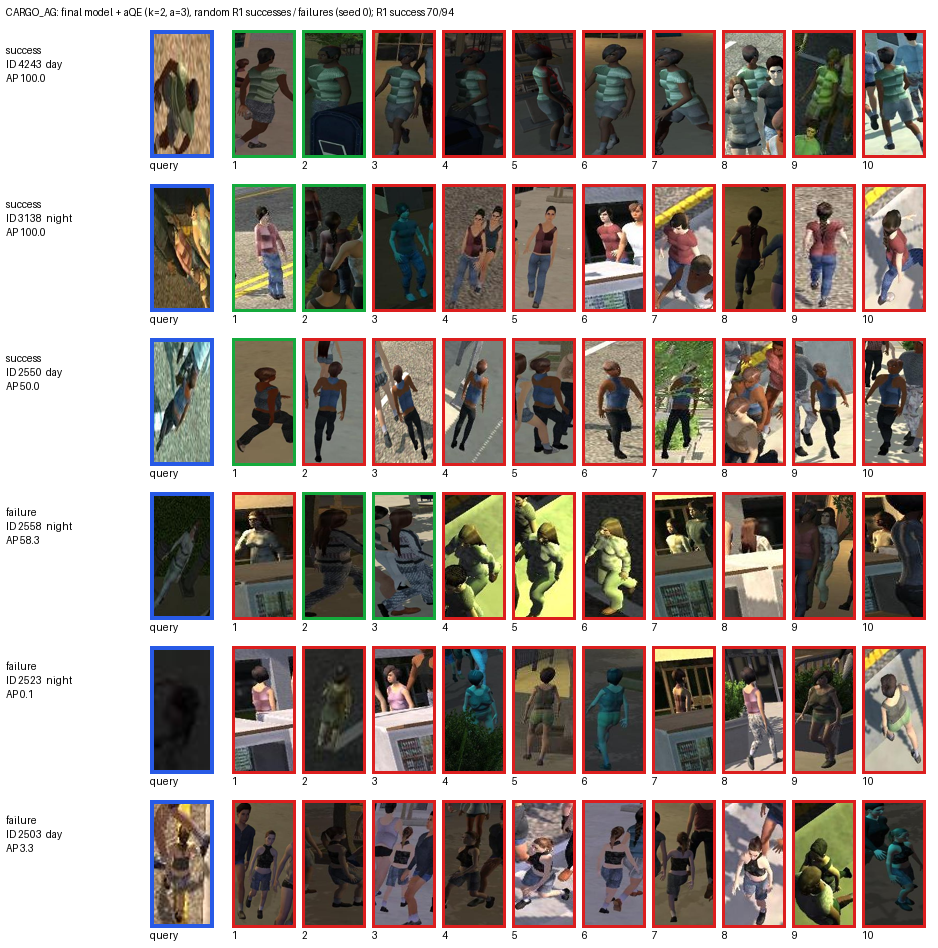 CARGO_AG: final model + aQE (k=2, a=3), random R1 successes / failures (seed 0); R1 success 70/94
success
ID 4243 day
AP 100.0
query 1 2 3 4 5 6 7 8 9 10
success
ID 3138 night
AP 100.0
query 1 2 3 4 5 6 7 8 9 10
success
ID 2550 day
AP 50.0
query 1 2 3 4 5 6 7 8 9 10
failure
ID 2558 night
AP 58.3
query 1 2 3 4 5 6 7 8 9 10
failure
ID 2523 night
AP 0.1
query 1 2 3 4 5 6 7 8 9 10
failure
ID 2503 day
AP 3.3
query 1 2 3 4 5 6 7 8 9 10